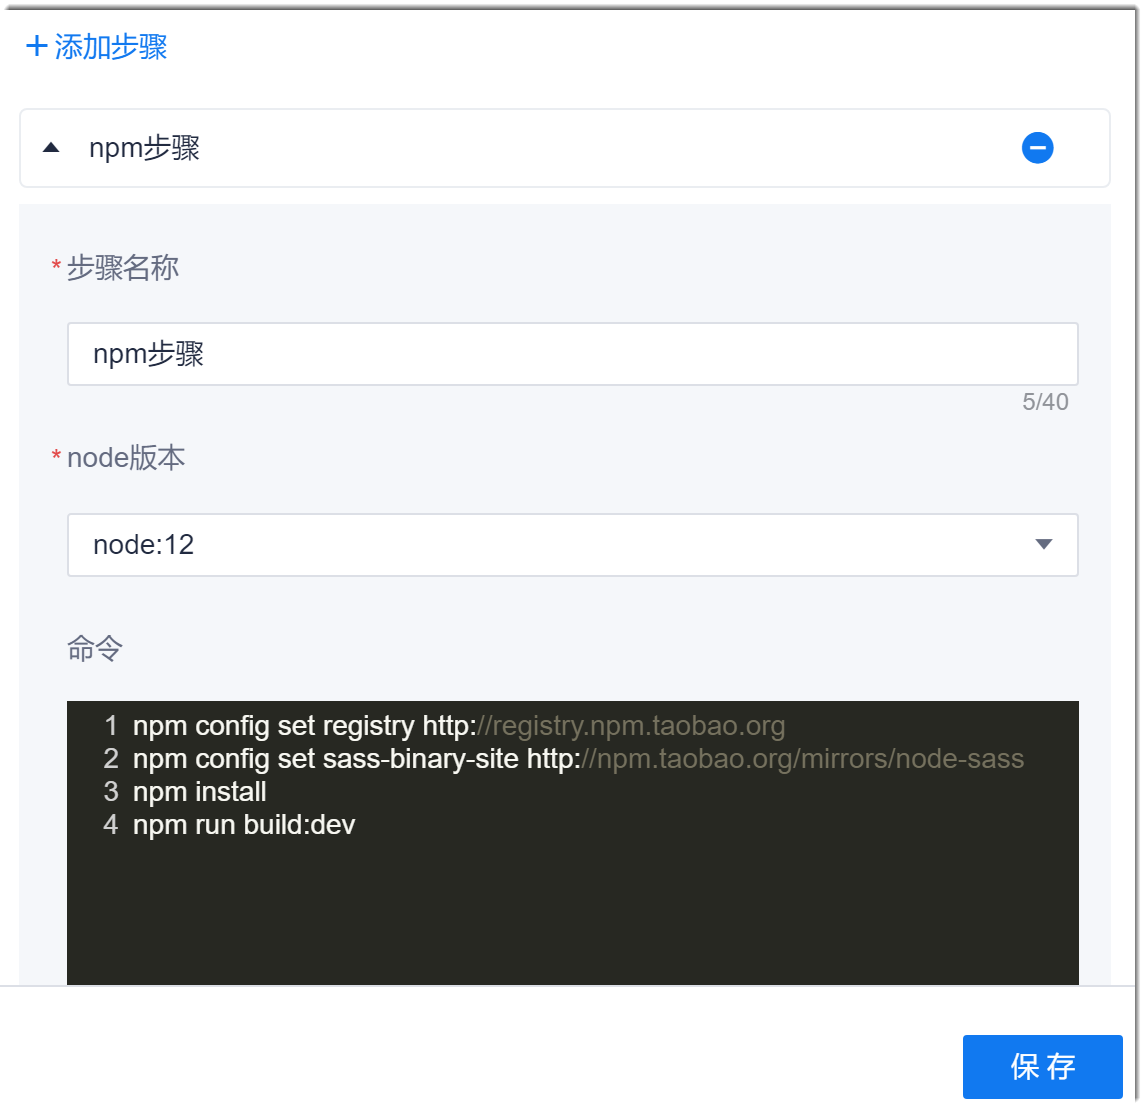 + 添加步骤
npm步骤
* 步骤名称
npm步骤
5/40
* node版本
node:12
命令
1 npm config set registry http://registry.npm.taobao.org
2 npm config set sass-binary-site http://npm.taobao.org/mirrors/node-sass
3 npm install
4 npm run build:dev
保 存